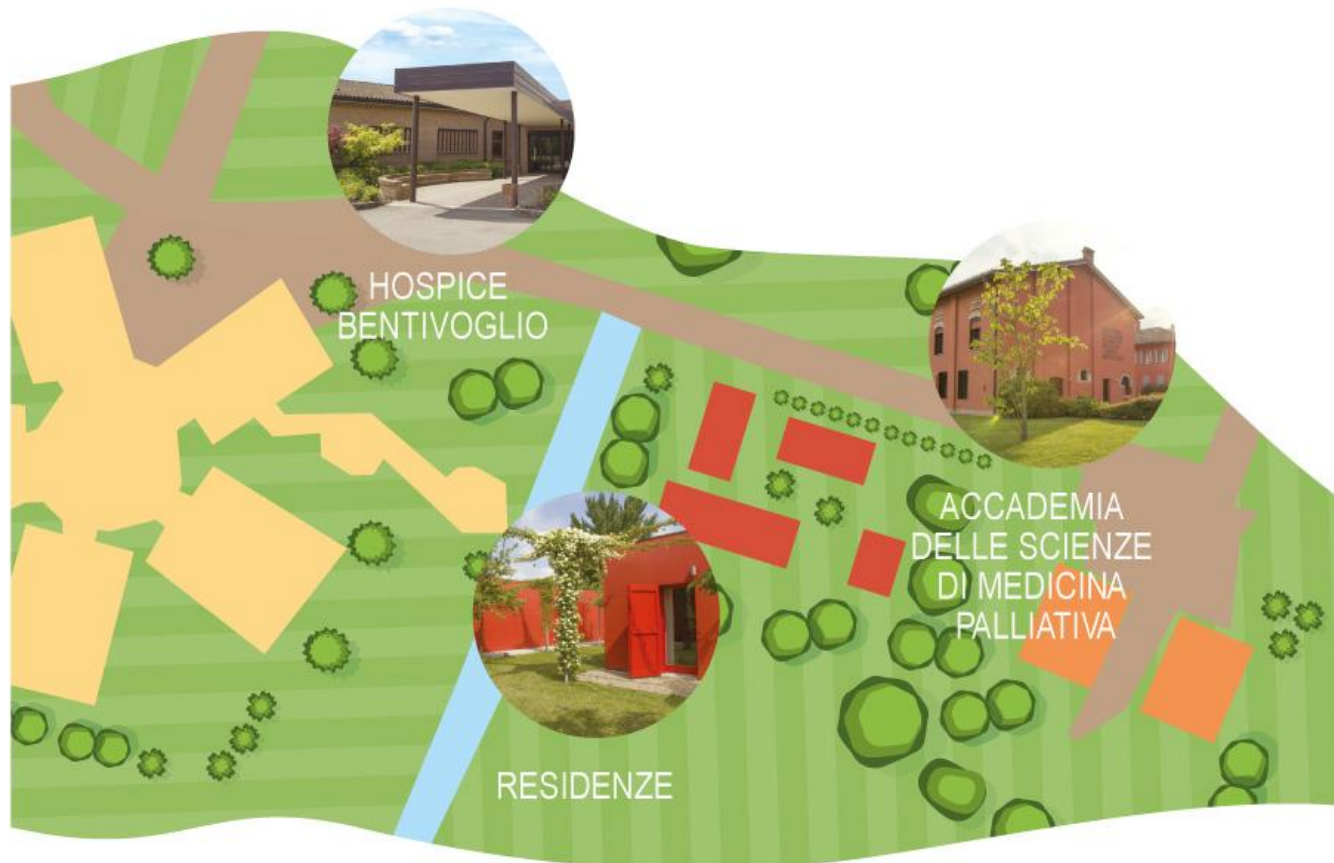 HOSPICE
BENTIVOGLIO
ACCADEMIA
DELLE SCIENZE
DI MEDICINA
PALLIATIVA
RESIDENZE